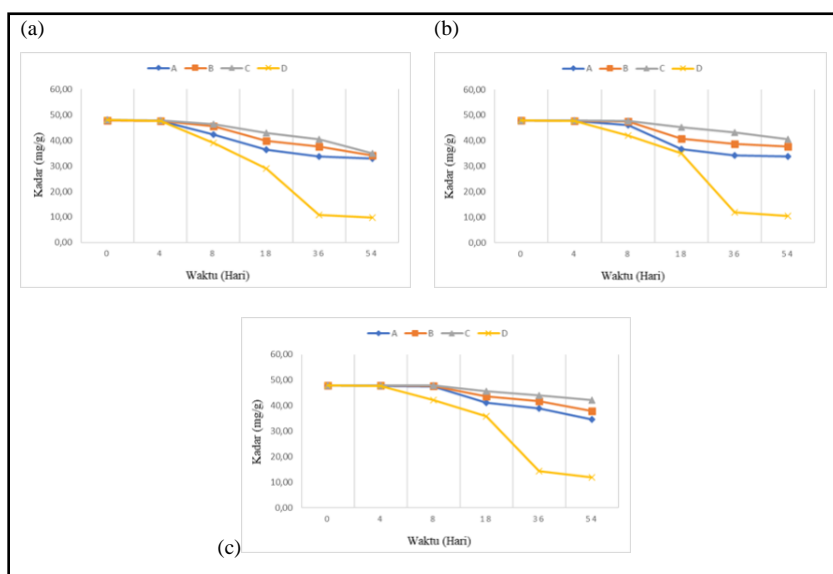 (a)
A B C D
60,00
50,00
40,00
30,00
20,00
10,00
0,00
Kadar (mg/g)
0 4 8 18 36 54
Waktu (Hari)
(b)
A B C D
60,00
50,00
40,00
30,00
20,00
10,00
0,00
Kadar (mg/g)
0 4 8 18 36 54
Waktu (Hari)
A B C D
60,00
50,00
40,00
30,00
20,00
10,00
0,00
Kadar (mg/g)
0 4 8 18 36 54
Waktu (Hari)
(c)